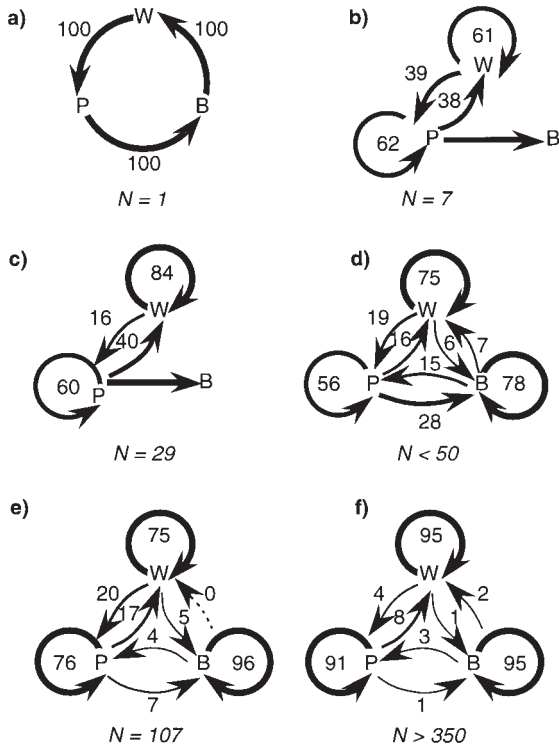 a)
W
100
100
P
B
100
N = 1
b)
61
W
39
38
62
P
B
N = 7
c)
84
W
16
40
60
P
B
N = 29
d)
75
W
19
16
6
7
15
56
P
B
78
28
N < 50
e)
75
W
20
17
5
0
4
76
P
B
96
7
N = 107
f)
95
W
4
8
1
2
3
91
P
B
95
1
N > 350